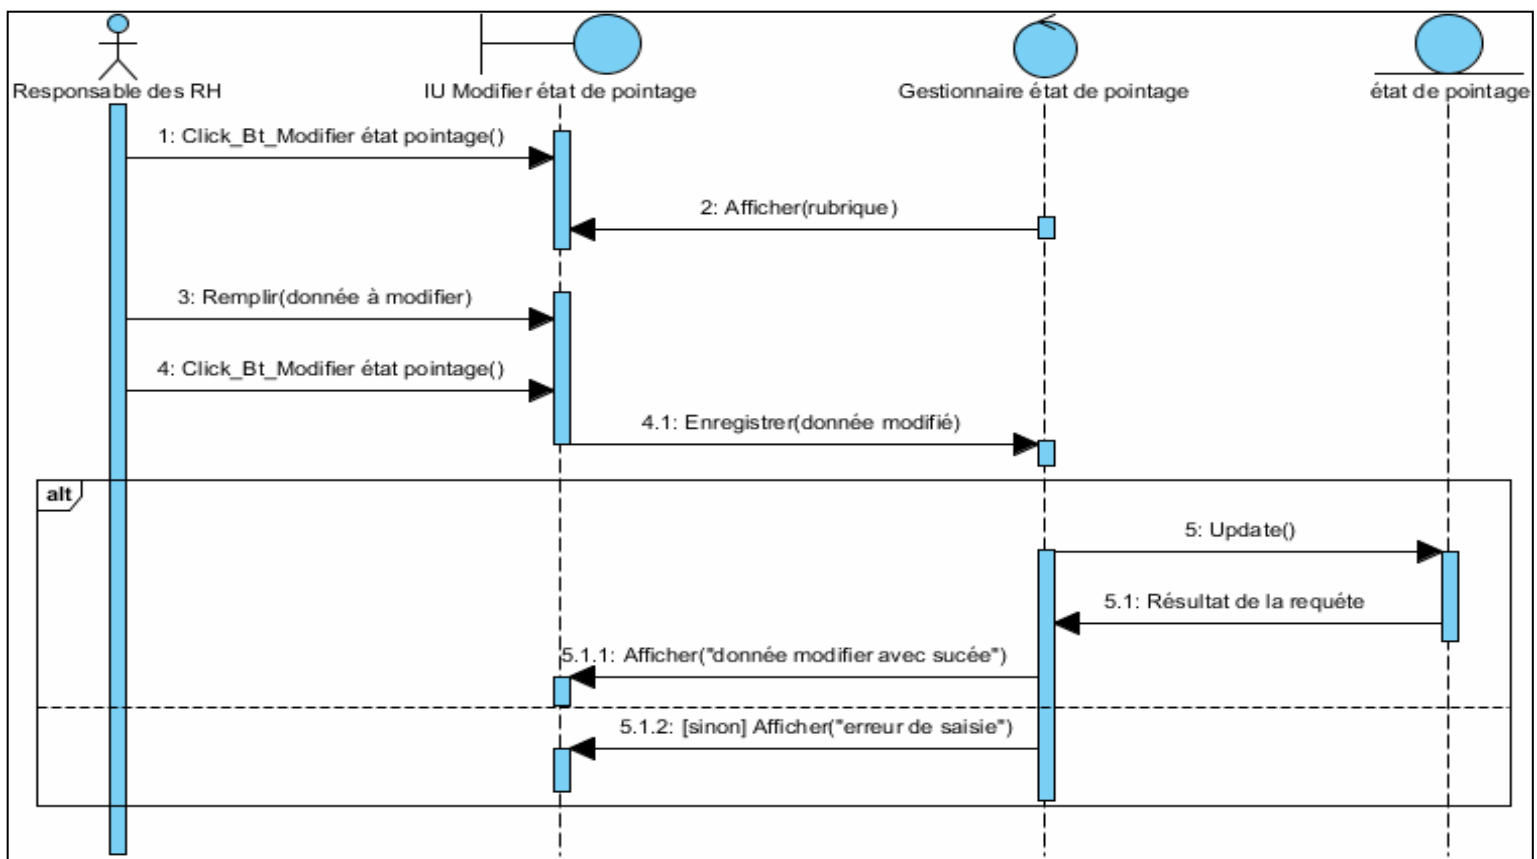 Responsable des RH
IU Modifier état de pointage
Gestionnaire état de pointage
état de pointage
1: Click_Bt_Modifier état pointage()
2: Afficher(rubrique)
3: Remplir(donnée à modifier)
4: Click_Bt_Modifier état pointage()
4.1: Enregistrer(donnée modifié)
alt
5: Update()
5.1: Résultat de la requéte
5.1.1: Afficher("donnée modifier avec sucée")
5.1.2: [sinon] Afficher("erreur de saisie")